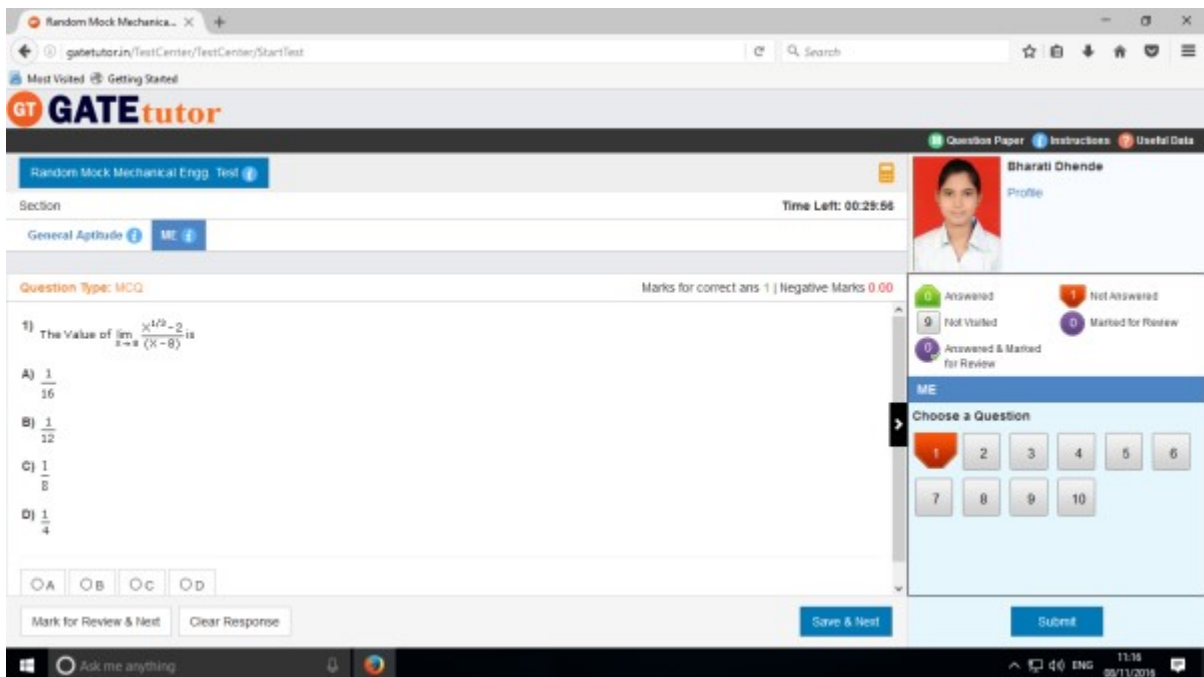 Random Mock Mechanica...
gatetutor.in/TestCenter/TestCenter/StartTest
Search
Most Visited Getting Started
GT GATEtutor
Question Paper Instructions Useful Data
Random Mock Mechanical Engg. Test
Bharati Dhende
Profile
Section
Time Left: 00:29:56
General Aptitude ME
Question Type: MCQ
Marks for correct ans 1 | Negative Marks 0.00
0 Answered
1 Not Answered
9 Not Visited
0 Marked for Review
0 Answered & Marked for Review
1) The Value of lim x→8 (X^1/3 - 2)/(X-8) is
A) 1/16
B) 1/12
C) 1/8
D) 1/4
A B C D
ME
Choose a Question
1 2 3 4 5 6
7 8 9 10
Mark for Review & Next
Clear Response
Save & Next
Submit
Ask me anything
ENG
11:16
08/11/2016